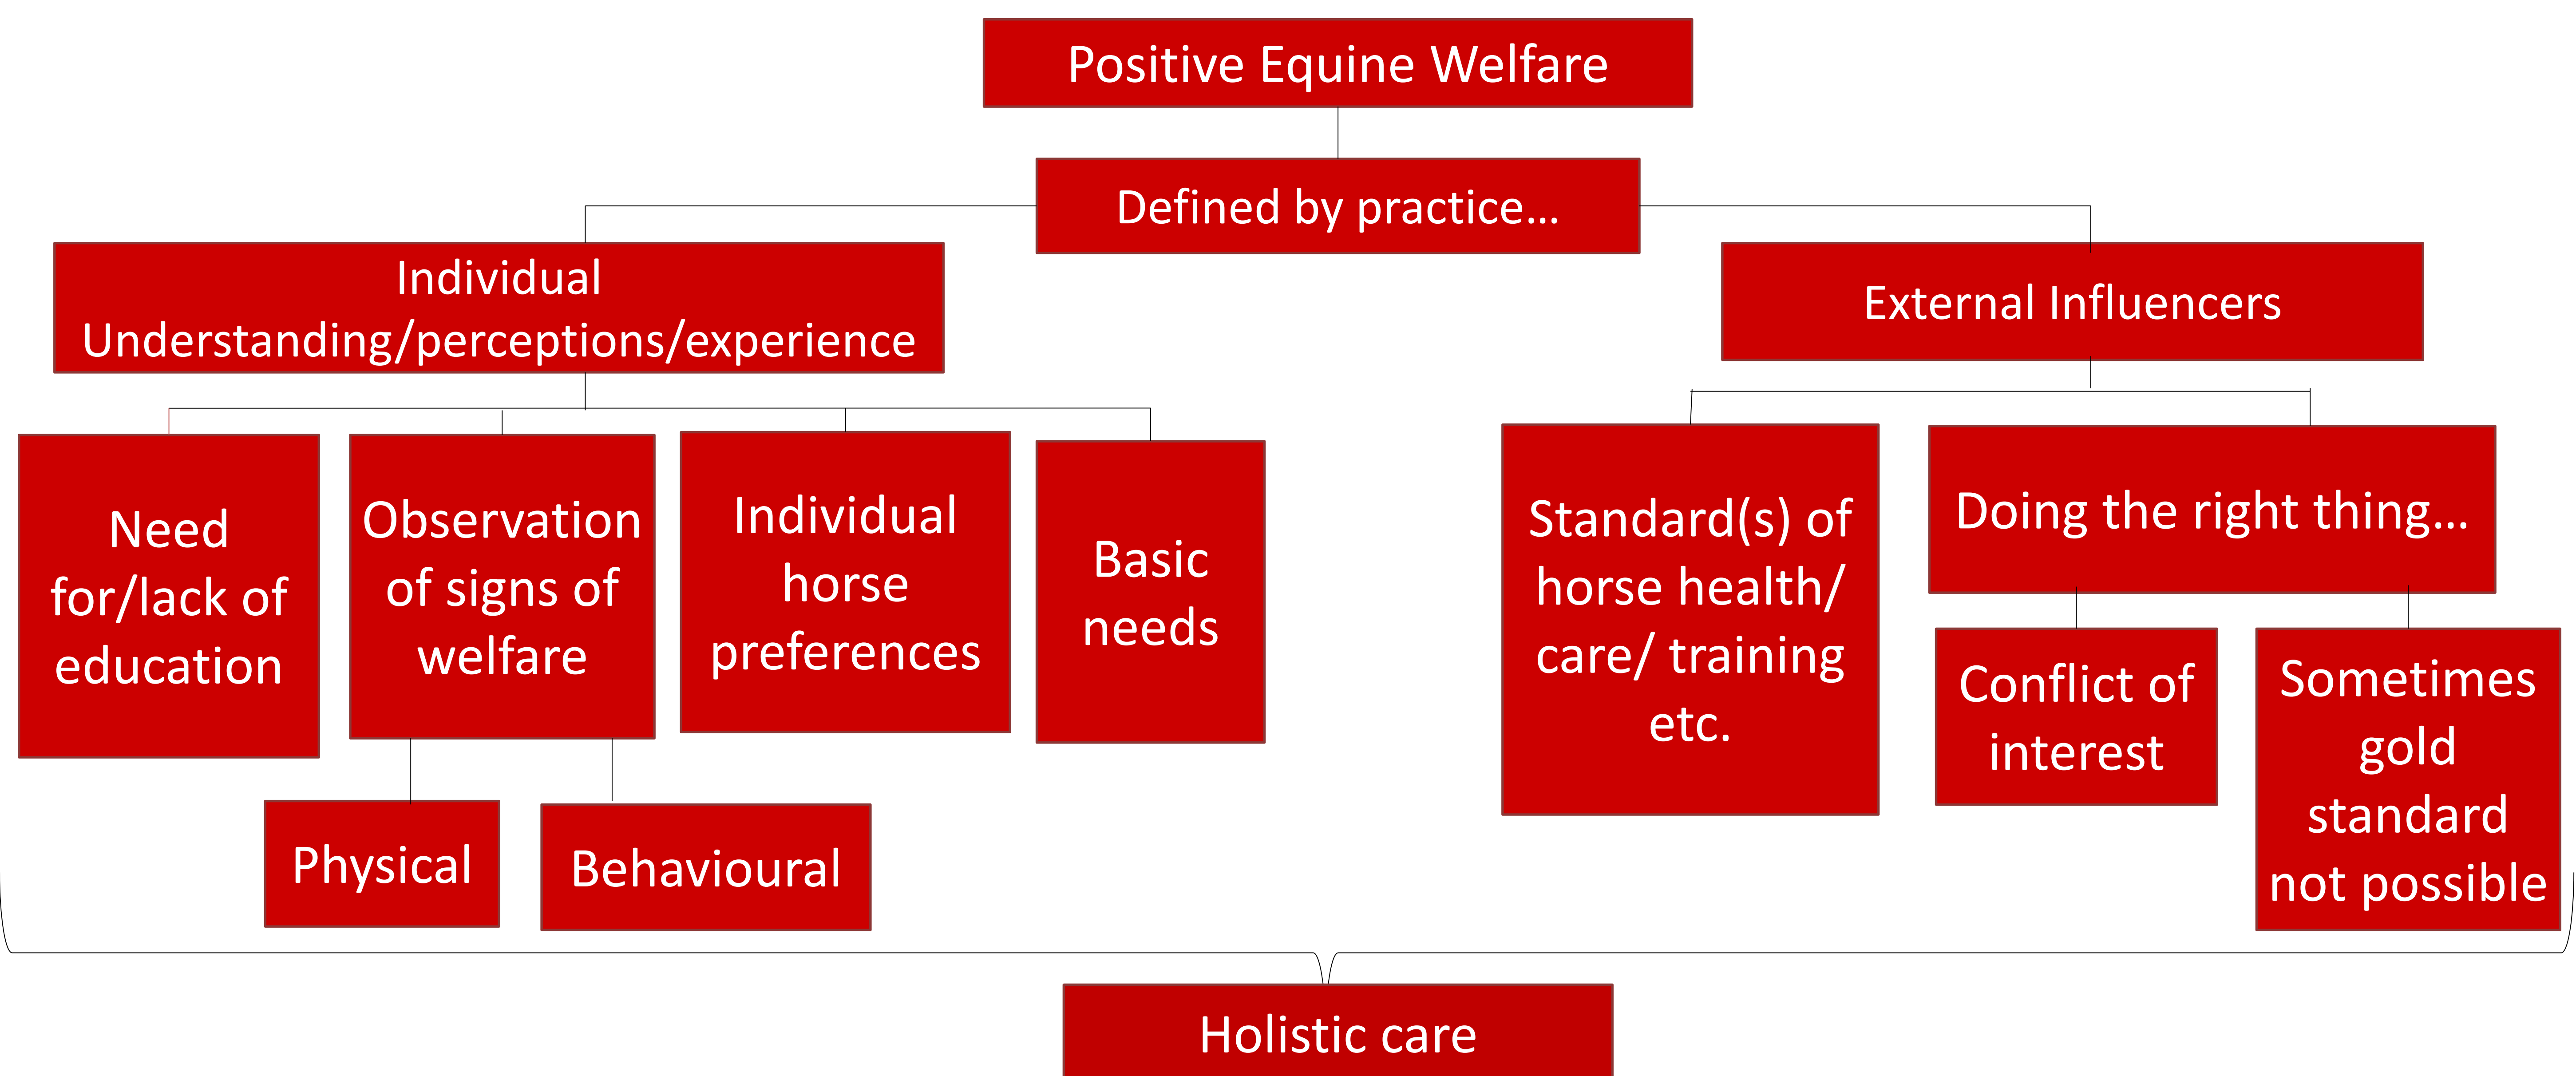 Positive Equine Welfare
Defined by practice…
Individual
Understanding/perceptions/experience
External Influencers
Need
for/lack of
education
Observation
of signs of
welfare
Individual
horse
preferences
Basic
needs
Standard(s) of
horse health/
care/ training
etc.
Doing the right thing…
Physical
Behavioural
Conflict of
interest
Sometimes
gold
standard
not possible
Holistic care